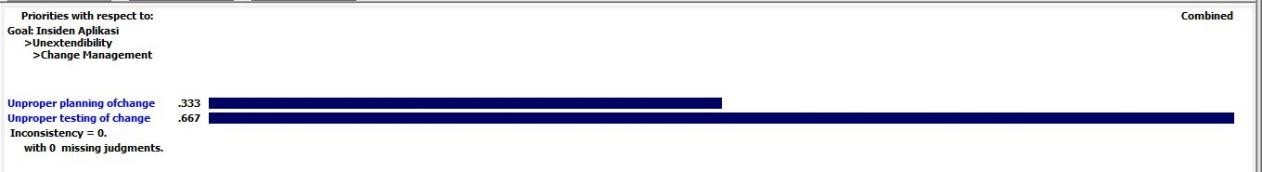 Priorities with respect to:
Combined
Goal: Insiden Aplikasi
>Unextendibility
>Change Management
Unproper planning ofchange .333
Unproper testing of change .667
Inconsistency = 0.
with 0 missing judgments.